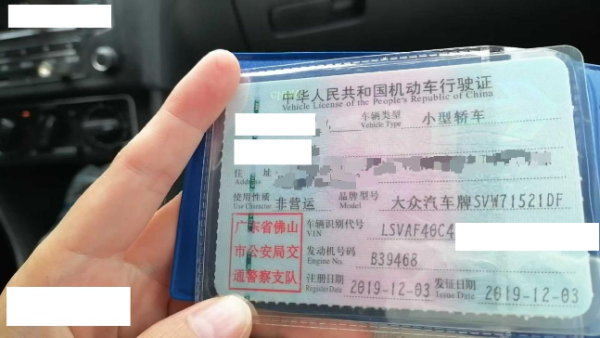 中华人民共和国机动车行驶证
Vehicle License of the People's Republic of China
车辆类型 小型轿车
Vehicle Type
住 址
Address
使用性质 非营运 品牌型号 大众汽车牌SVW71521DF
Use Character Model
广东省佛山
市公安局交
通警察支队
车辆识别代号 LSVAF40C4
VIN
发动机号码 B39468
Engine No.
注册日期 2019-12-03 发证日期 2019-12-03
Register Date Issue Date